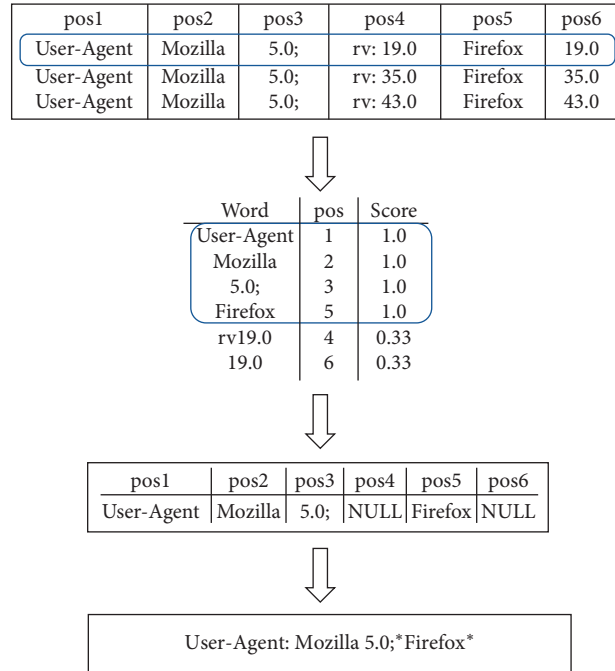 pos1 pos2 pos3 pos4 pos5 pos6
User-Agent Mozilla 5.0; rv: 19.0 Firefox 19.0
User-Agent Mozilla 5.0; rv: 35.0 Firefox 35.0
User-Agent Mozilla 5.0; rv: 43.0 Firefox 43.0
Word pos Score
User-Agent 1 1.0
Mozilla 2 1.0
5.0; 3 1.0
Firefox 5 1.0
rv19.0 4 0.33
19.0 6 0.33
pos1 pos2 pos3 pos4 pos5 pos6
User-Agent Mozilla 5.0; NULL Firefox NULL
User-Agent: Mozilla 5.0;*Firefox*